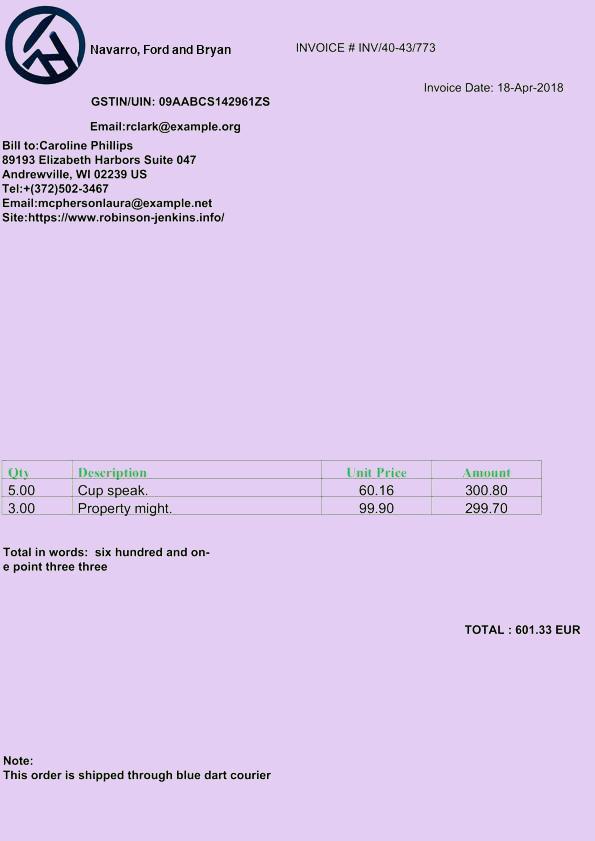 Navarro, Ford and Bryan
INVOICE # INV/40-43/773
Invoice Date: 18-Apr-2018
GSTIN/UIN: 09AABCS142961ZS
Email:rclark@example.org
Bill to:Caroline Phillips
89193 Elizabeth Harbors Suite 047
Andrewville, WI 02239 US
Tel:+(372)502-3467
Email:mcphersonlaura@example.net
Site:https://www.robinson-jenkins.info/
Qty Description Unit Price Amount
5.00 Cup speak. 60.16 300.80
3.00 Property might. 99.90 299.70
Total in words: six hundred and on-
e point three three
TOTAL : 601.33 EUR
Note:
This order is shipped through blue dart courier